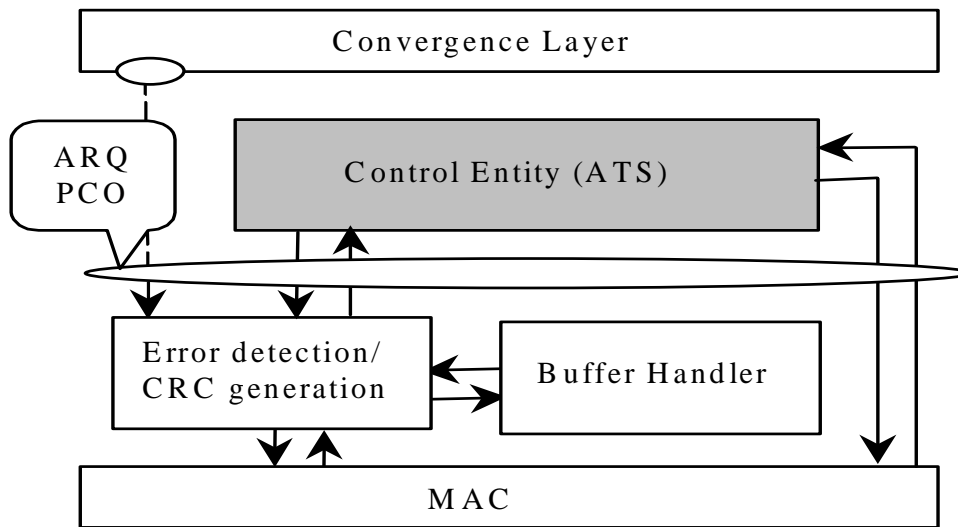 Convergence Layer
ARQ
PCO
Control Entity (ATS)
Error detection/
CRC generation
Buffer Handler
MAC